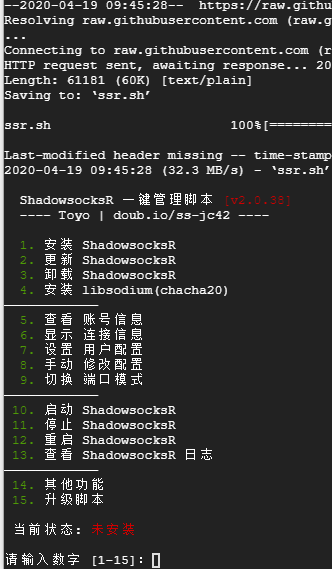 --2020-04-19 09:45:28--  https://raw.githu
Resolving raw.githubusercontent.com (raw.g
...
Connecting to raw.githubusercontent.com (r
HTTP request sent, awaiting response... 20
Length: 61181 (60K) [text/plain]
Saving to: ‘ssr.sh’
ssr.sh 100%[=========
Last-modified header missing -- time-stamp
2020-04-19 09:45:28 (32.3 MB/s) - ‘ssr.sh’
ShadowsocksR 一键管理脚本 [v2.0.38]
---- Toyo | doub.io/ss-jc42 ----
1. 安装 ShadowsocksR
2. 更新 ShadowsocksR
3. 卸载 ShadowsocksR
4. 安装 libsodium(chacha20)
5. 查看 账号信息
6. 显示 连接信息
7. 设置 用户配置
8. 手动 修改配置
9. 切换 端口模式
10. 启动 ShadowsocksR
11. 停止 ShadowsocksR
12. 重启 ShadowsocksR
13. 查看 ShadowsocksR 日志
14. 其他功能
15. 升级脚本
当前状态: 未安装
请输入数字 [1-15]: